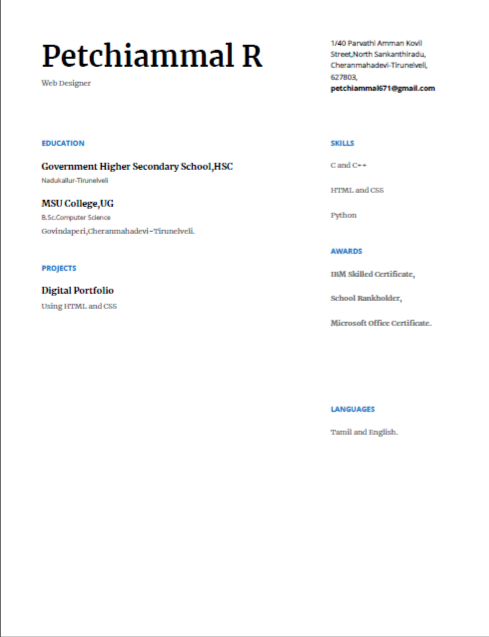 Petchiammal R
Web Designer
1/40 Parvathi Amman Kovil
Street,North Sankanthiradu,
Cheranmahadevi-Tirunelveli,
627803,
petchiammal671@gmail.com
EDUCATION
Government Higher Secondary School,HSC
Nadukallur-Tirunelveli
MSU College,UG
B.Sc.Computer Science
Govindaperi,Cheranmahadevi-Tirunelveli.
PROJECTS
Digital Portfolio
Using HTML and CSS
SKILLS
C and C++
HTML and CSS
Python
AWARDS
IBM Skilled Certificate,
School Rankholder,
Microsoft Office Certificate.
LANGUAGES
Tamil and English.